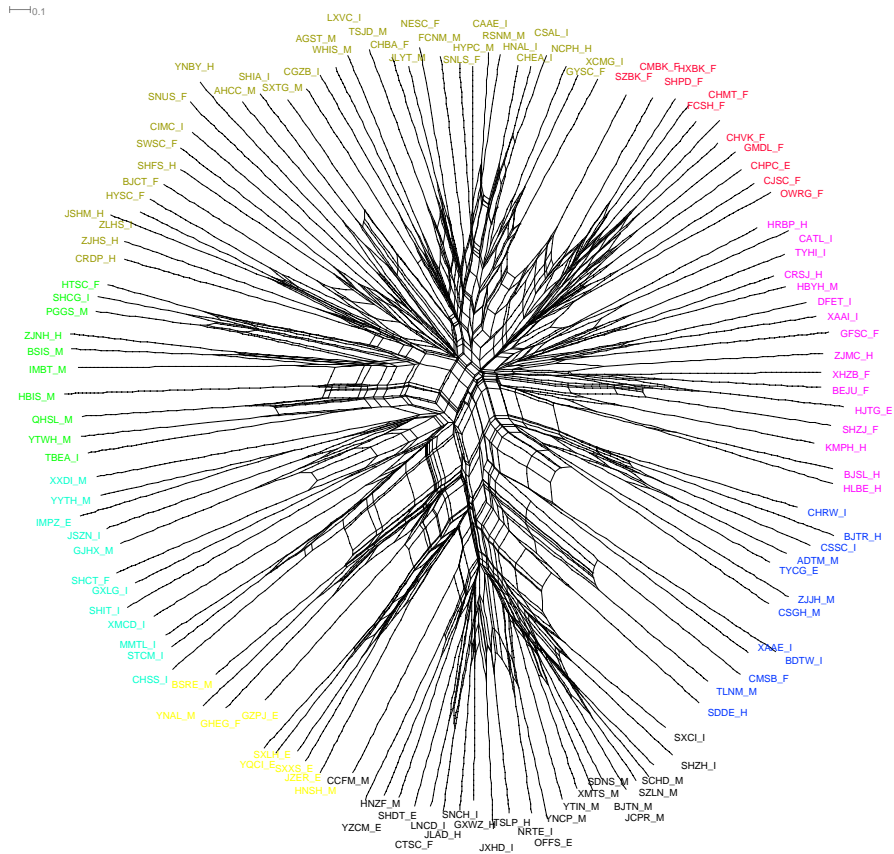 0.1
LXVC_I
TSJD_M
AGST_M
WHIS_M
CHBA_F
NESC_F
JLYT_M
FCNM_M
HYPC_M
SNLS_F
CAAE_I
RSNM_M
HNAL_I
CHEA_I
CSAL_I
NCPH_H
XCMG_I
GYSC_F
YNBY_H
SHIA_I
CGZB_I
AHCC_M
SXTG_M
SNUS_F
CIMC_I
SWSC_F
SHFS_H
BJCT_F
HYSC_F
JSHM_H
ZLHS_I
ZJHS_I
CRDP_H
SZBK_F
CMBK_F
HXBK_F
SHPD_F
CHMT_F
FCSH_F
CHVK_F
GMDL_F
CHPC_E
CJSC_F
OWRG_F
HRBP_H
CATL_I
TYHI_I
CRSJ_H
HBYH_M
DFET_I
XAAI_I
GFSC_F
ZJMC_H
XHZB_F
BEJU_F
HJTG_E
SHZJ_F
KMPH_H
BJSL_H
HLBE_H
HTSC_F
SHCG_I
PGGS_M
ZJNH_H
BSIS_M
IMBT_M
HBIS_M
QHSL_M
YTWH_M
TBEA_I
XXDI_M
YYTH_M
IMPZ_E
JSZN_I
GJHX_M
SHCT_F
GXLG_I
SHIT_I
XMCD_I
MMTL_I
STCM_I
CHSS_I
CHRW_I
BJTR_H
CSSC_I
ADTM_M
TYCG_E
ZJJH_M
CSGH_M
XAAE_I
BDTW_I
CMSB_F
TLNM_M
SDDE_H
BSRE_M
YNAL_M
GHEG_F
GZPJ_E
SXLH_E
YQCI_E
SXXS_E
JZER_E
HNSH_M
CCFM_M
HNZF_M
YZCM_E
SHDT_E
CTSC_F
LNCD_I
JLAD_H
SNCH_I
GXWZ_H
JXHD_I
TSLP_H
NRTE_I
OFFS_E
YNCP_M
YTIN_M
XMTS_M
SDNS_M
BJTN_M
JCPR_M
SZLN_M
SCHD_M
SHZH_I
SXCI_I